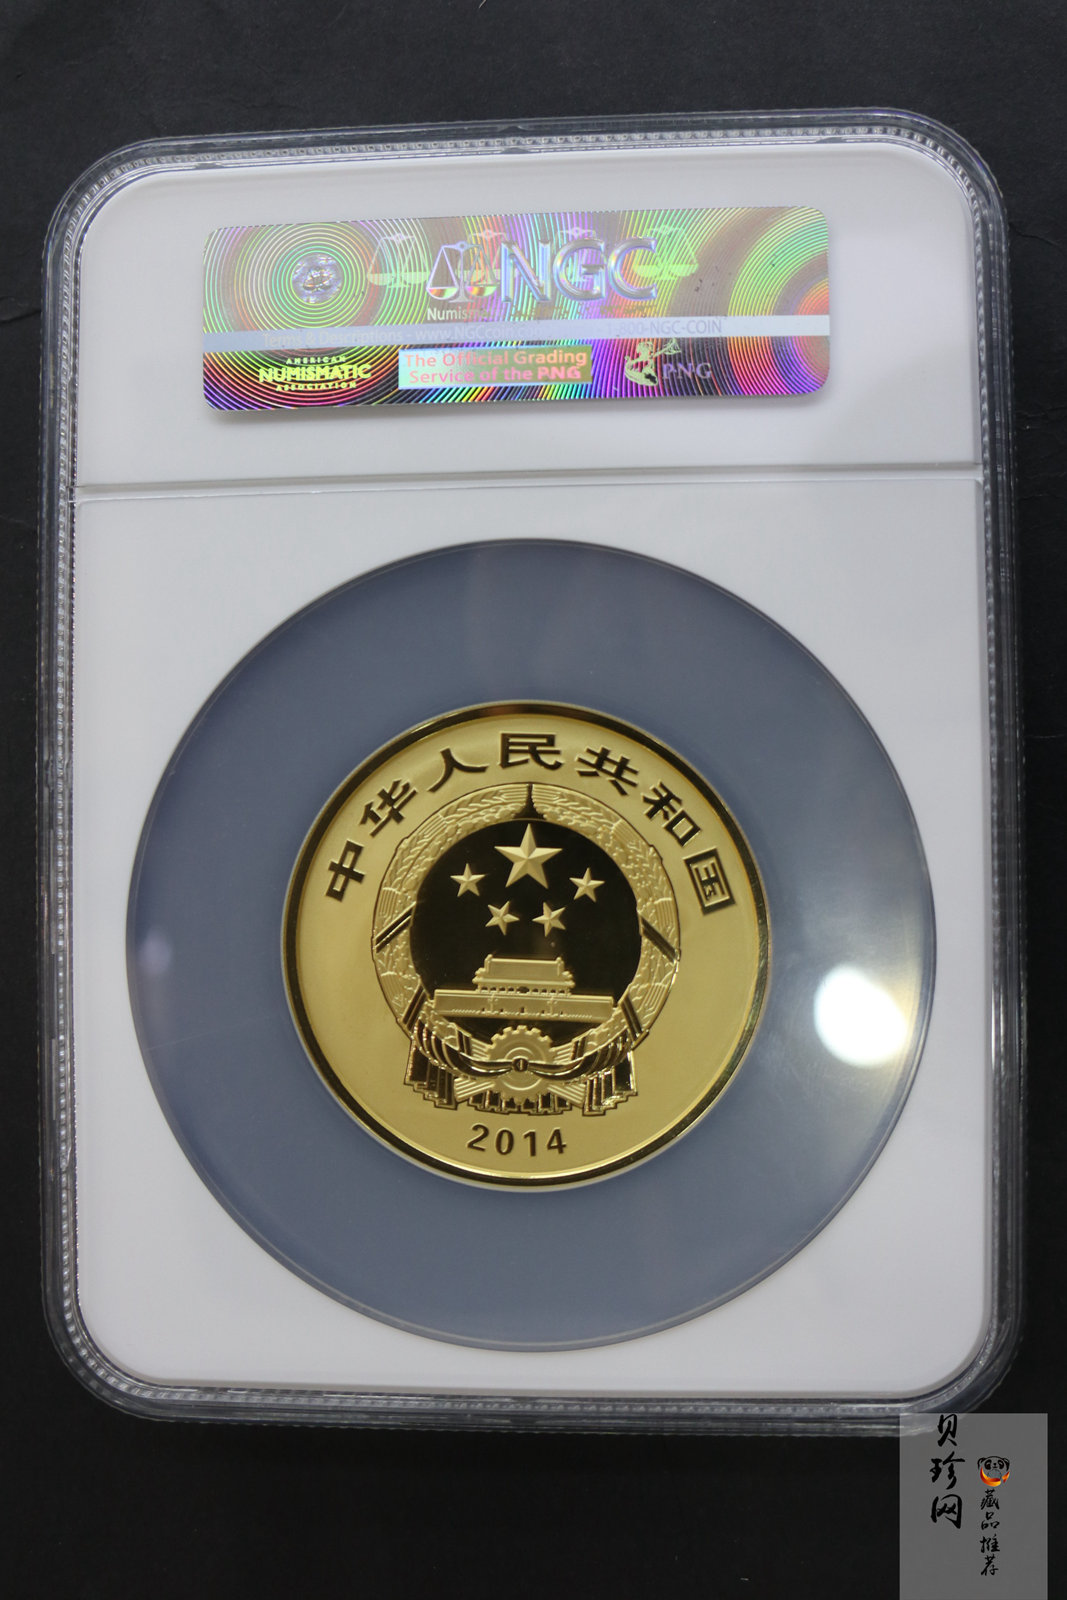 NGC
Terms & Descriptions - www.NGCcoin.com
1-800-NGC-COIN
AMERICAN
NUMISMATIC
ASSOCIATION
The Official Grading
Service of the PNG
PNG
中华人民共和国
2014
贝珍网
藏品推荐